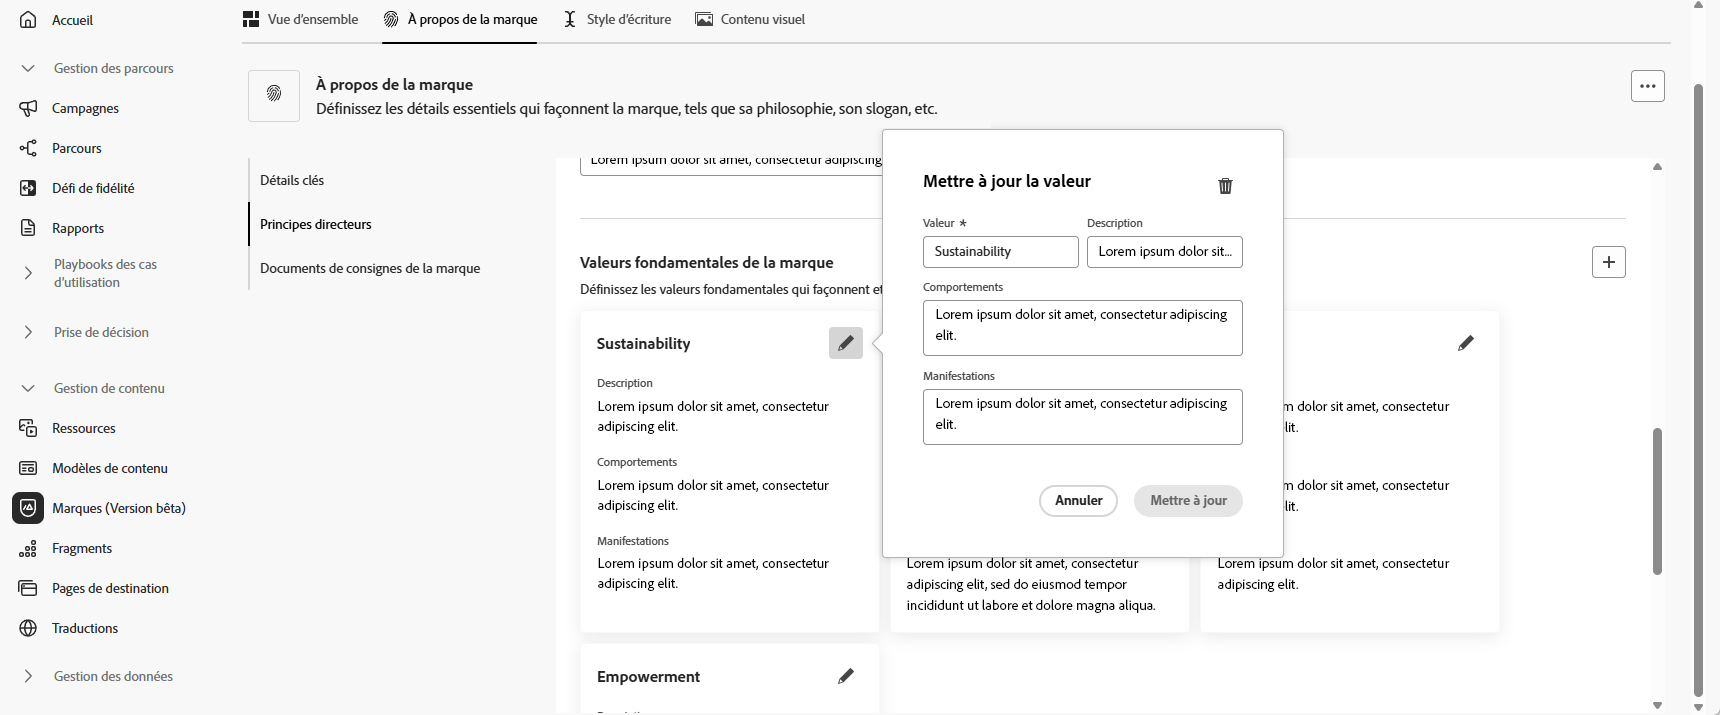 Accueil
Gestion des parcours
Campagnes
Parcours
Défi de fidélité
Rapports
Playbooks des cas
d'utilisation
Prise de décision
Gestion de contenu
Ressources
Modèles de contenu
Marques (Version bêta)
Fragments
Pages de destination
Traductions
Gestion des données
Vue d'ensemble
À propos de la marque
Style d'écriture
Contenu visuel
À propos de la marque
Définissez les détails essentiels qui façonnent la marque, tels que sa philosophie, son slogan, etc.
Détails clés
Principes directeurs
Documents de consignes de la marque
Lorem ipsum dolor sit amet, consectetur adipiscing
Valeurs fondamentales de la marque
Définissez les valeurs fondamentales qui façonnent et
Sustainability
Description
Lorem ipsum dolor sit amet, consectetur
adipiscing elit.
Comportements
Lorem ipsum dolor sit amet, consectetur
adipiscing elit.
Manifestations
Lorem ipsum dolor sit amet, consectetur
adipiscing elit.
Mettre à jour la valeur
Valeur *
Description
Sustainability
Lorem ipsum dolor sit...
Comportements
Lorem ipsum dolor sit amet, consectetur adipiscing
elit.
Manifestations
Lorem ipsum dolor sit amet, consectetur adipiscing
elit.
Annuler
Mettre à jour
Lorem ipsum dolor sit amet, consectetur
adipiscing elit, sed do eiusmod tempor
incididunt ut labore et dolore magna aliqua.
m dolor sit amet, consectetur
elit.
m dolor sit amet, consectetur
elit.
Lorem ipsum dolor sit amet, consectetur
adipiscing elit.
Empowerment